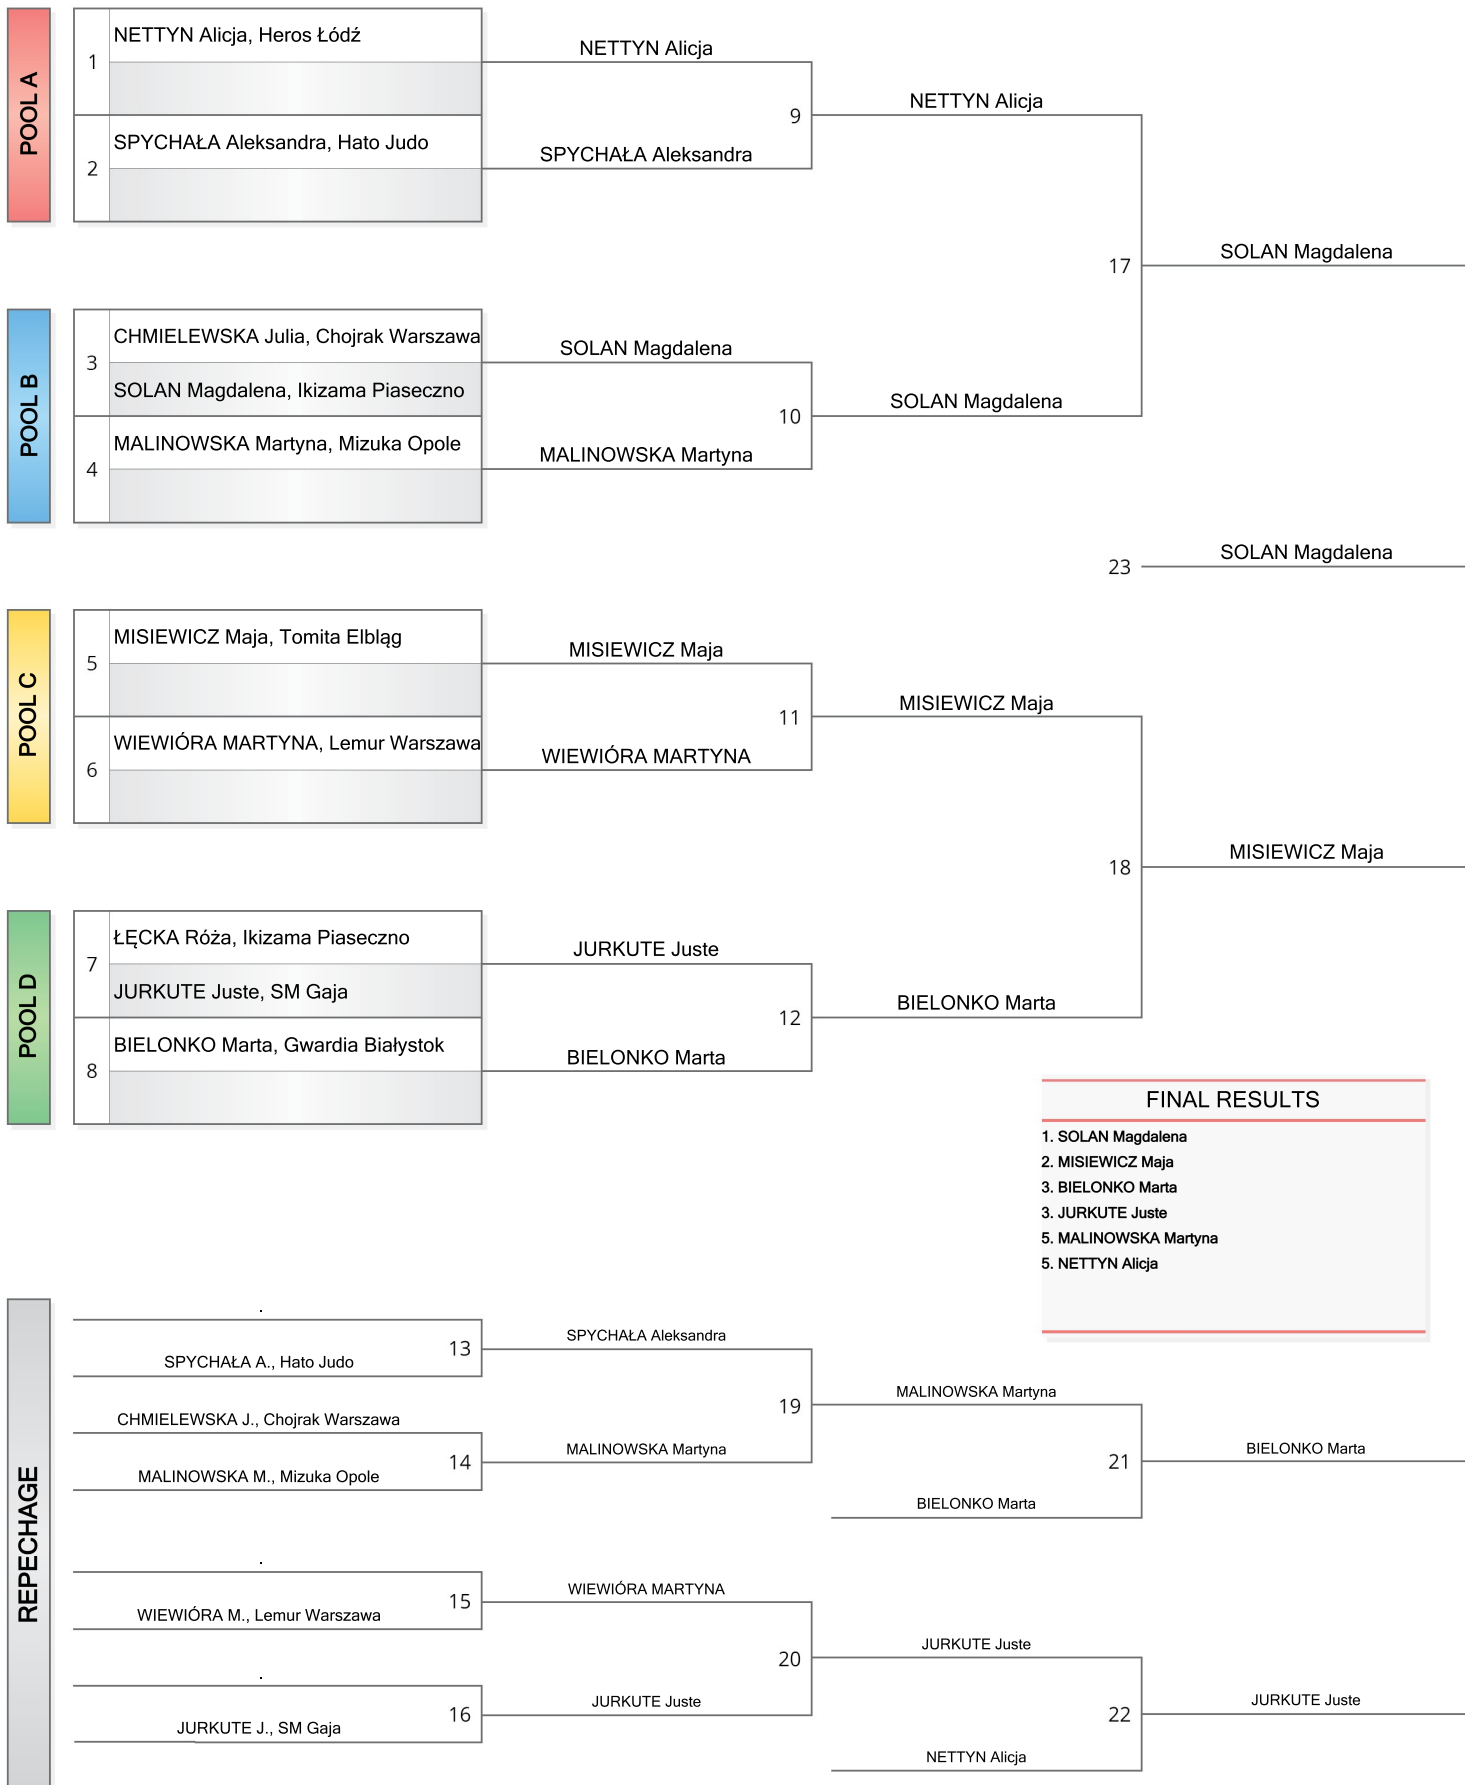 POOL A
1
NETTYN Alicja, Heros Łódź
2
SPYCHAŁA Aleksandra, Hato Judo
NETTYN Alicja
SPYCHAŁA Aleksandra
9
NETTYN Alicja
17
SOLAN Magdalena
POOL B
3
CHMIELEWSKA Julia, Chojrak Warszawa
SOLAN Magdalena, Ikizama Piaseczno
4
MALINOWSKA Martyna, Mizuka Opole
SOLAN Magdalena
MALINOWSKA Martyna
10
SOLAN Magdalena
23
SOLAN Magdalena
POOL C
5
MISIEWICZ Maja, Tomita Elbląg
6
WIEWIÓRA MARTYNA, Lemur Warszawa
MISIEWICZ Maja
WIEWIÓRA MARTYNA
11
MISIEWICZ Maja
18
MISIEWICZ Maja
POOL D
7
ŁĘCKA Róża, Ikizama Piaseczno
JURKUTE Juste, SM Gaja
8
BIELONKO Marta, Gwardia Białystok
JURKUTE Juste
BIELONKO Marta
12
BIELONKO Marta
FINAL RESULTS
1. SOLAN Magdalena
2. MISIEWICZ Maja
3. BIELONKO Marta
3. JURKUTE Juste
5. MALINOWSKA Martyna
5. NETTYN Alicja
REPECHAGE
.
SPYCHAŁA A., Hato Judo
13
CHMIELEWSKA J., Chojrak Warszawa
MALINOWSKA M., Mizuka Opole
14
SPYCHAŁA Aleksandra
MALINOWSKA Martyna
19
MALINOWSKA Martyna
BIELONKO Marta
21
BIELONKO Marta
.
WIEWIÓRA M., Lemur Warszawa
15
.
JURKUTE J., SM Gaja
16
WIEWIÓRA MARTYNA
JURKUTE Juste
20
JURKUTE Juste
NETTYN Alicja
22
JURKUTE Juste